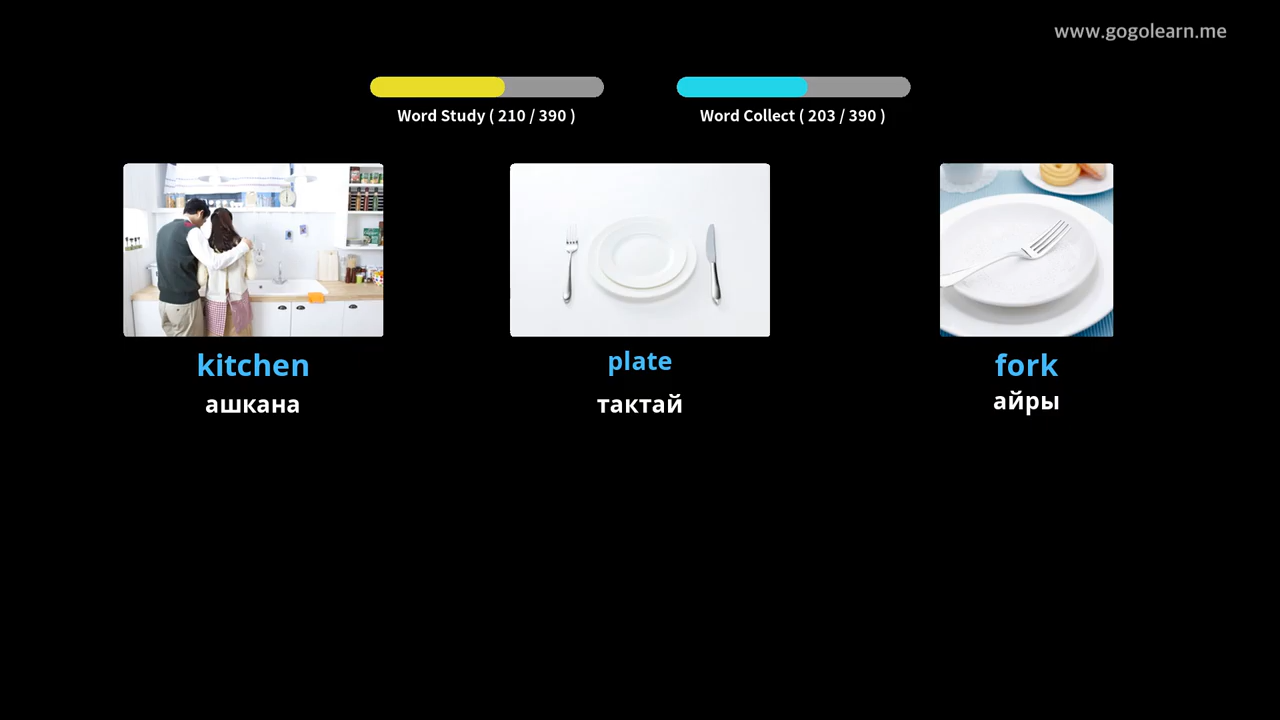 www.gogolearn.me
Word Study ( 210 / 390 )
Word Collect ( 203 / 390 )
kitchen
ашкана
plate
тактай
fork
айры